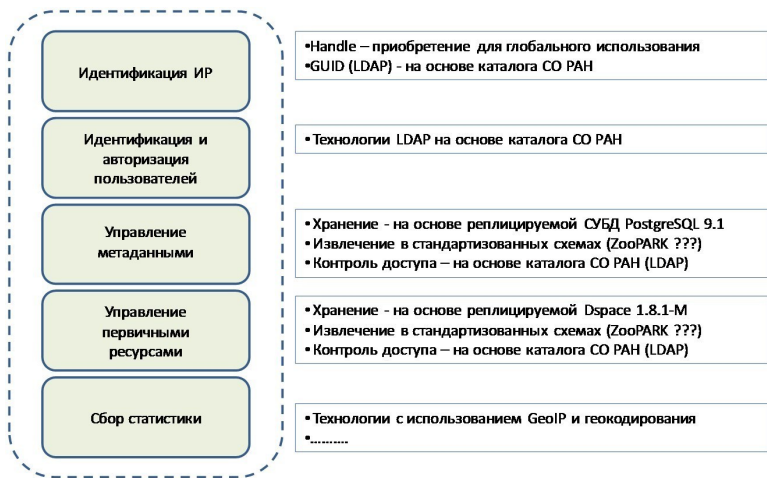 Идентификация ИР
•Handle – приобретение для глобального использования
•GUID (LDAP) - на основе каталога СО РАН
Идентификация и
авторизация
пользователей
•Технологии LDAP на основе каталога СО РАН
Управление
метаданными
•Хранение - на основе реплицируемой СУБД PostgreSQL 9.1
•Извлечение в стандартизованных схемах (ZooPARK ???)
•Контроль доступа – на основе каталога СО РАН (LDAP)
Управление
первичными
ресурсами
•Хранение - на основе реплицируемой Dspace 1.8.1-М
•Извлечение в стандартизованных схемах (ZooPARK ???)
•Контроль доступа – на основе каталога СО РАН (LDAP)
Сбор статистики
•Технологии с использованием GeoIP и геокодирования
•..........